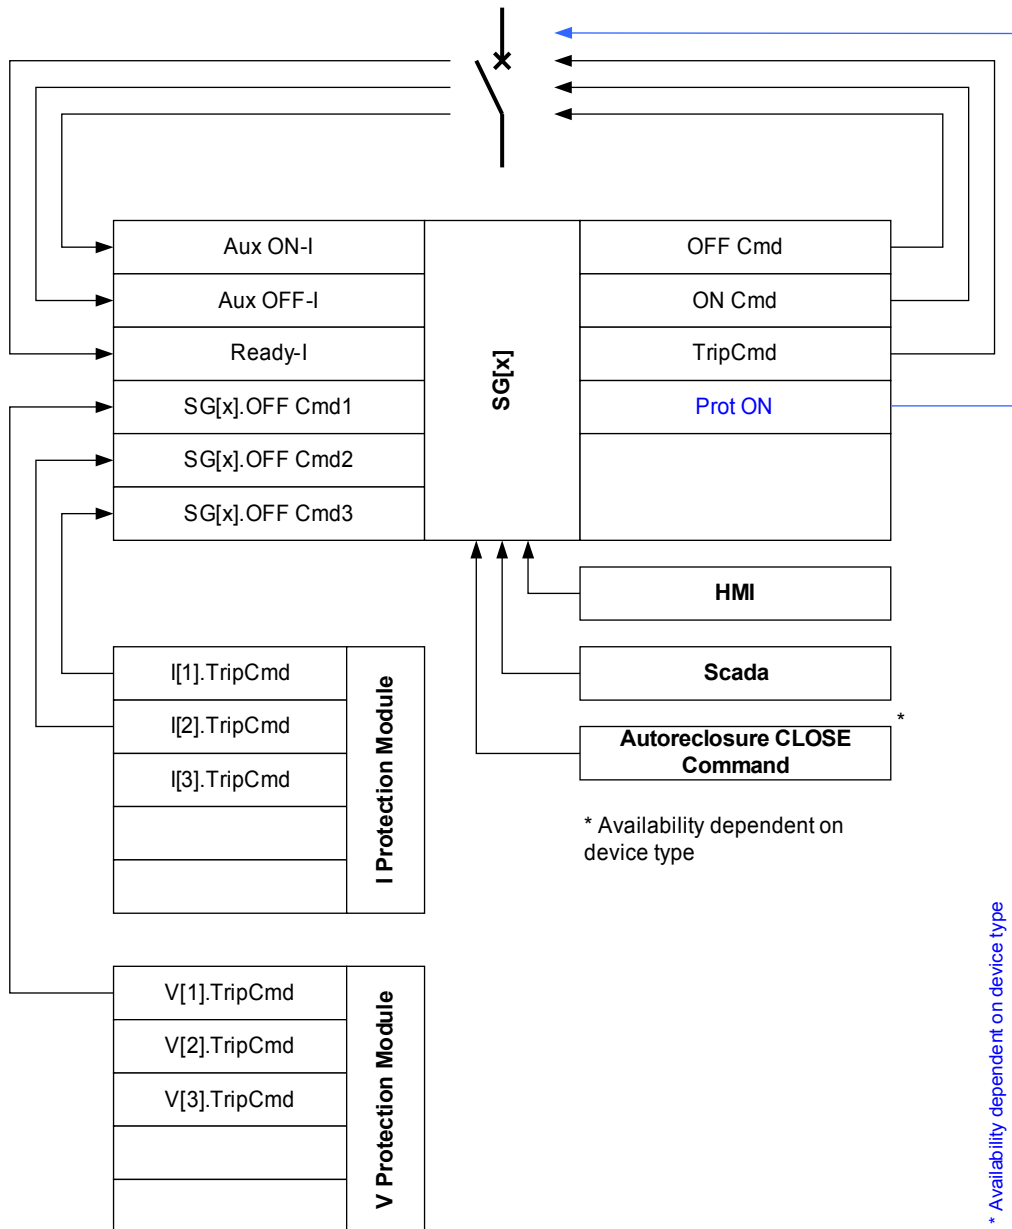 Aux ON-I
Aux OFF-I
Ready-I
SG[x].OFF Cmd1
SG[x].OFF Cmd2
SG[x].OFF Cmd3
SG[x]
OFF Cmd
ON Cmd
TripCmd
Prot ON
HMI
Scada
*
Autoreclosure CLOSE
Command
* Availability dependent on
device type
I[1].TripCmd
I[2].TripCmd
I[3].TripCmd
I Protection Module
V[1].TripCmd
V[2].TripCmd
V[3].TripCmd
V Protection Module
* Availability dependent on device type